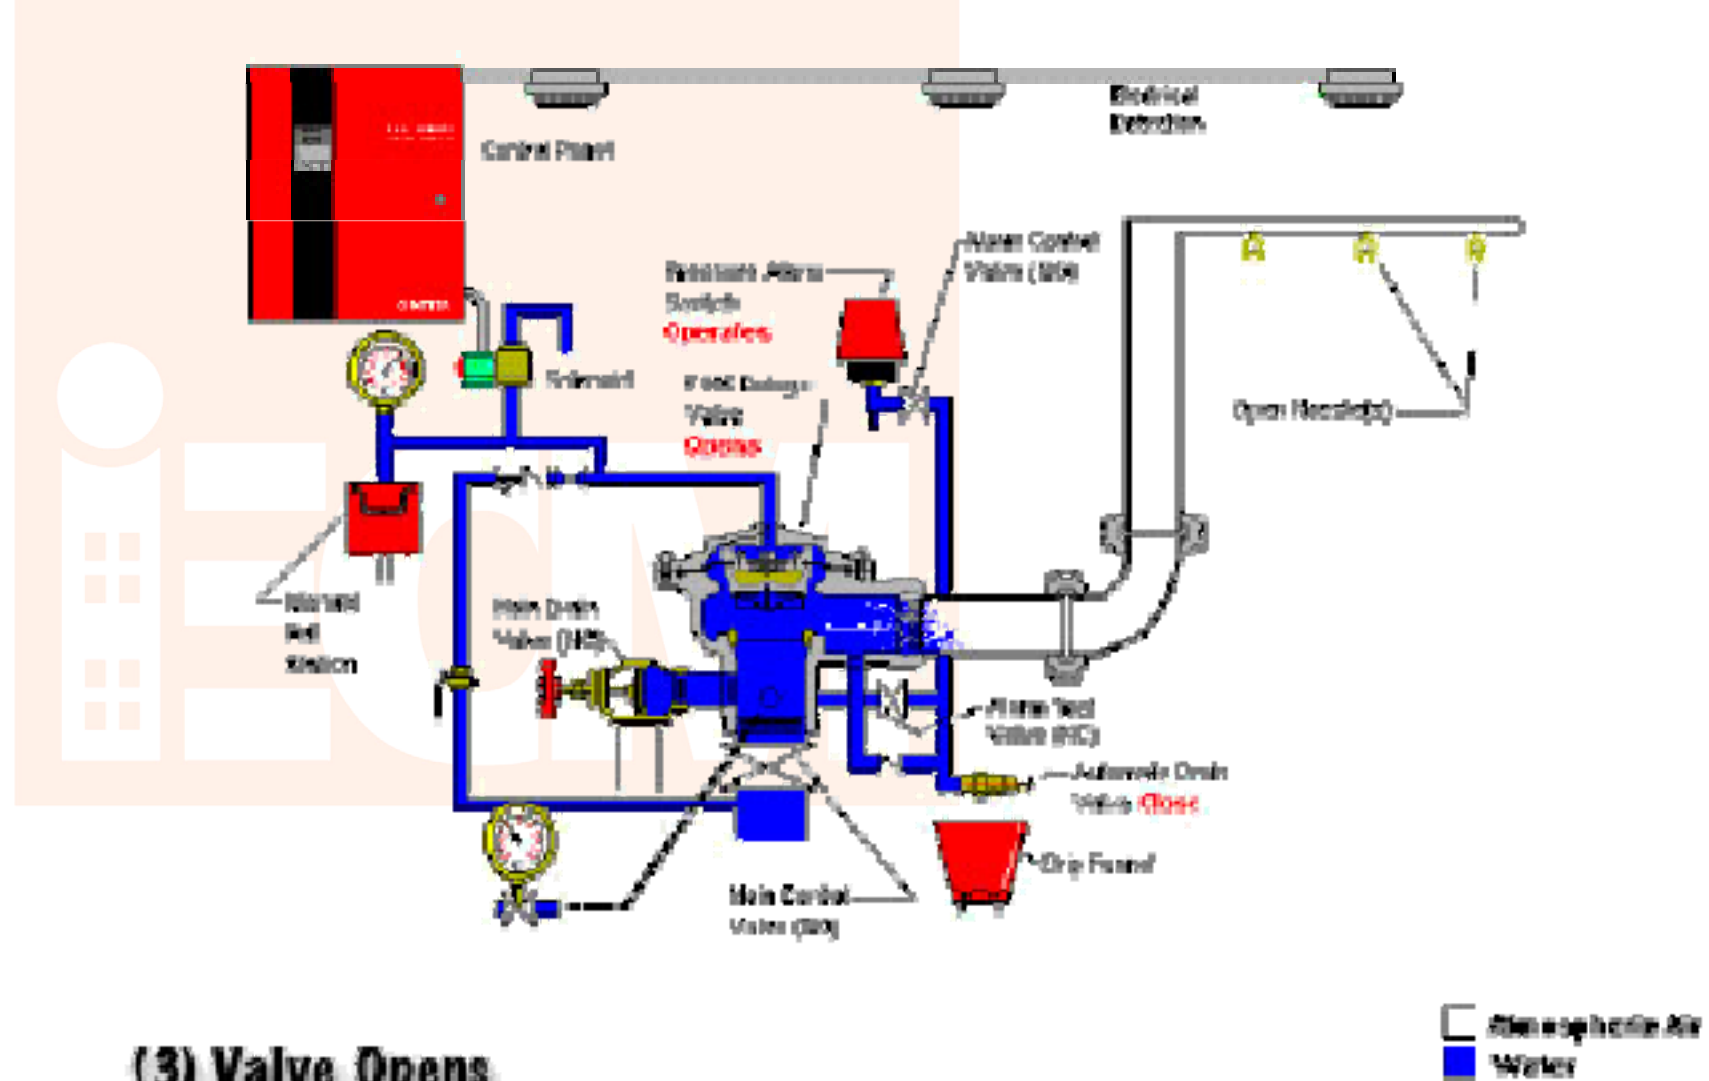 Electrical
Detection
Control Panel
Alarm Control
Valve (NO)
Pressure Alarm
Switch
Operates
Solenoid
Deluge
Valve
Opens
Open Nozzle(s)
Manual
Pull
Station
Main Drain
Valve (NC)
Alarm Test
Valve (NC)
Automatic Drain
Valve Close
Drip Funnel
Main Control
Valve (NO)
(3) Valve Opens
Atmospheric Air
Water